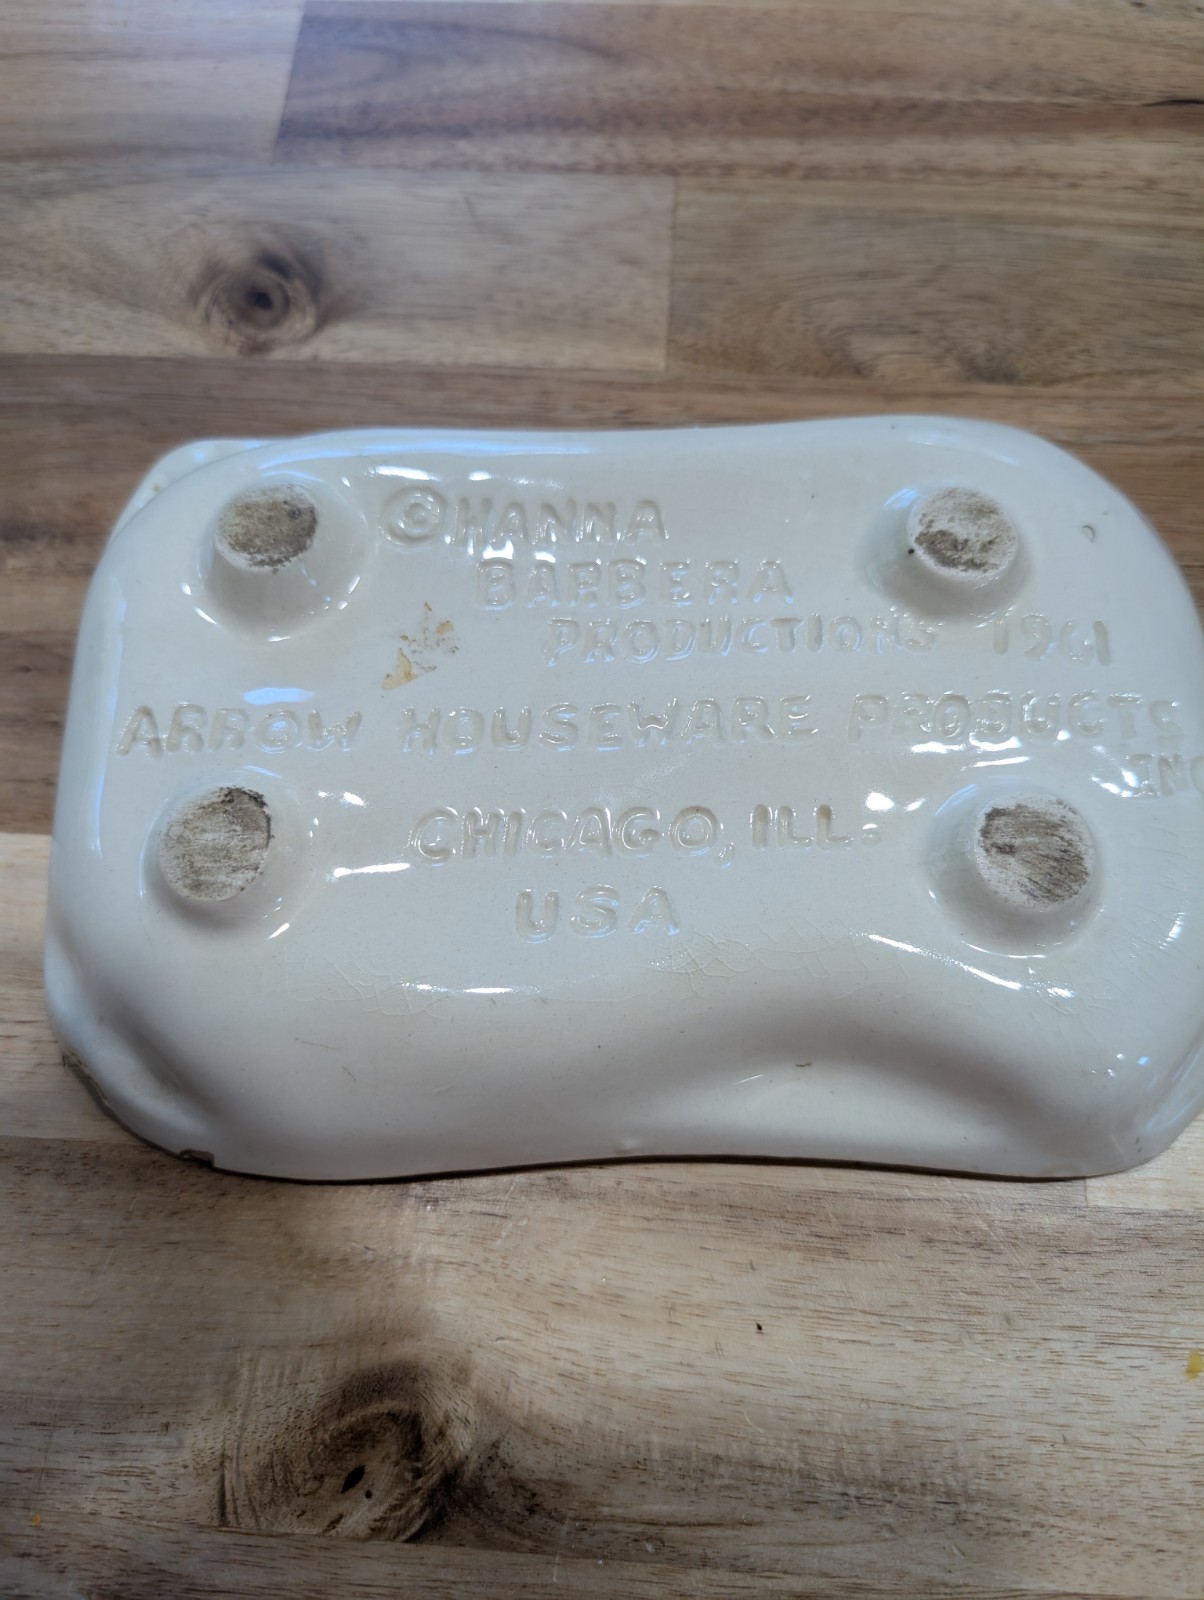 © HANNA
BARBERA
PRODUCTIONS 1961
ARROW HOUSEWARE PRODUCTS
INC
CHICAGO, ILL.
USA